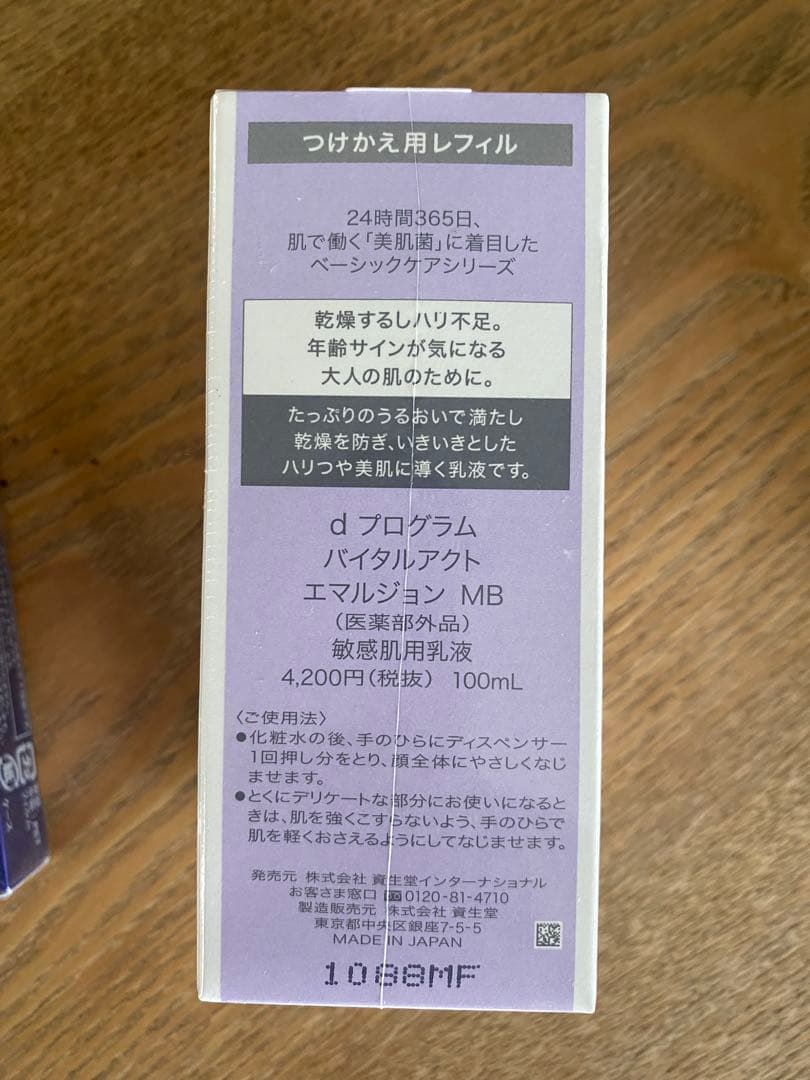 つけかえ用レフィル
24時間365日、
肌で働く「美肌菌」に着目した
ベーシックケアシリーズ
乾燥するしハリ不足。
年齢サインが気になる
大人の肌のために。
たっぷりのうるおいで満たし
乾燥を防ぎ、いきいきとした
ハリつや美肌に導く乳液です。
d プログラム
バイタルアクト
エマルジョン MB
(医薬部外品)
敏感肌用乳液
4,200円(税抜) 100mL
〈ご使用法〉
●化粧水の後、手のひらにディスペンサー
1回押し分をとり、顔全体にやさしくなじ
ませます。
●とくにデリケートな部分にお使いになると
きは、肌を強くこすらないよう、手のひらで
肌を軽くおさえるようにしてなじませます。
発売元 株式会社 資生堂インターナショナル
お客さま窓口 0120-81-4710
製造販売元 株式会社 資生堂
東京都中央区銀座7-5-5
MADE IN JAPAN
1088MF